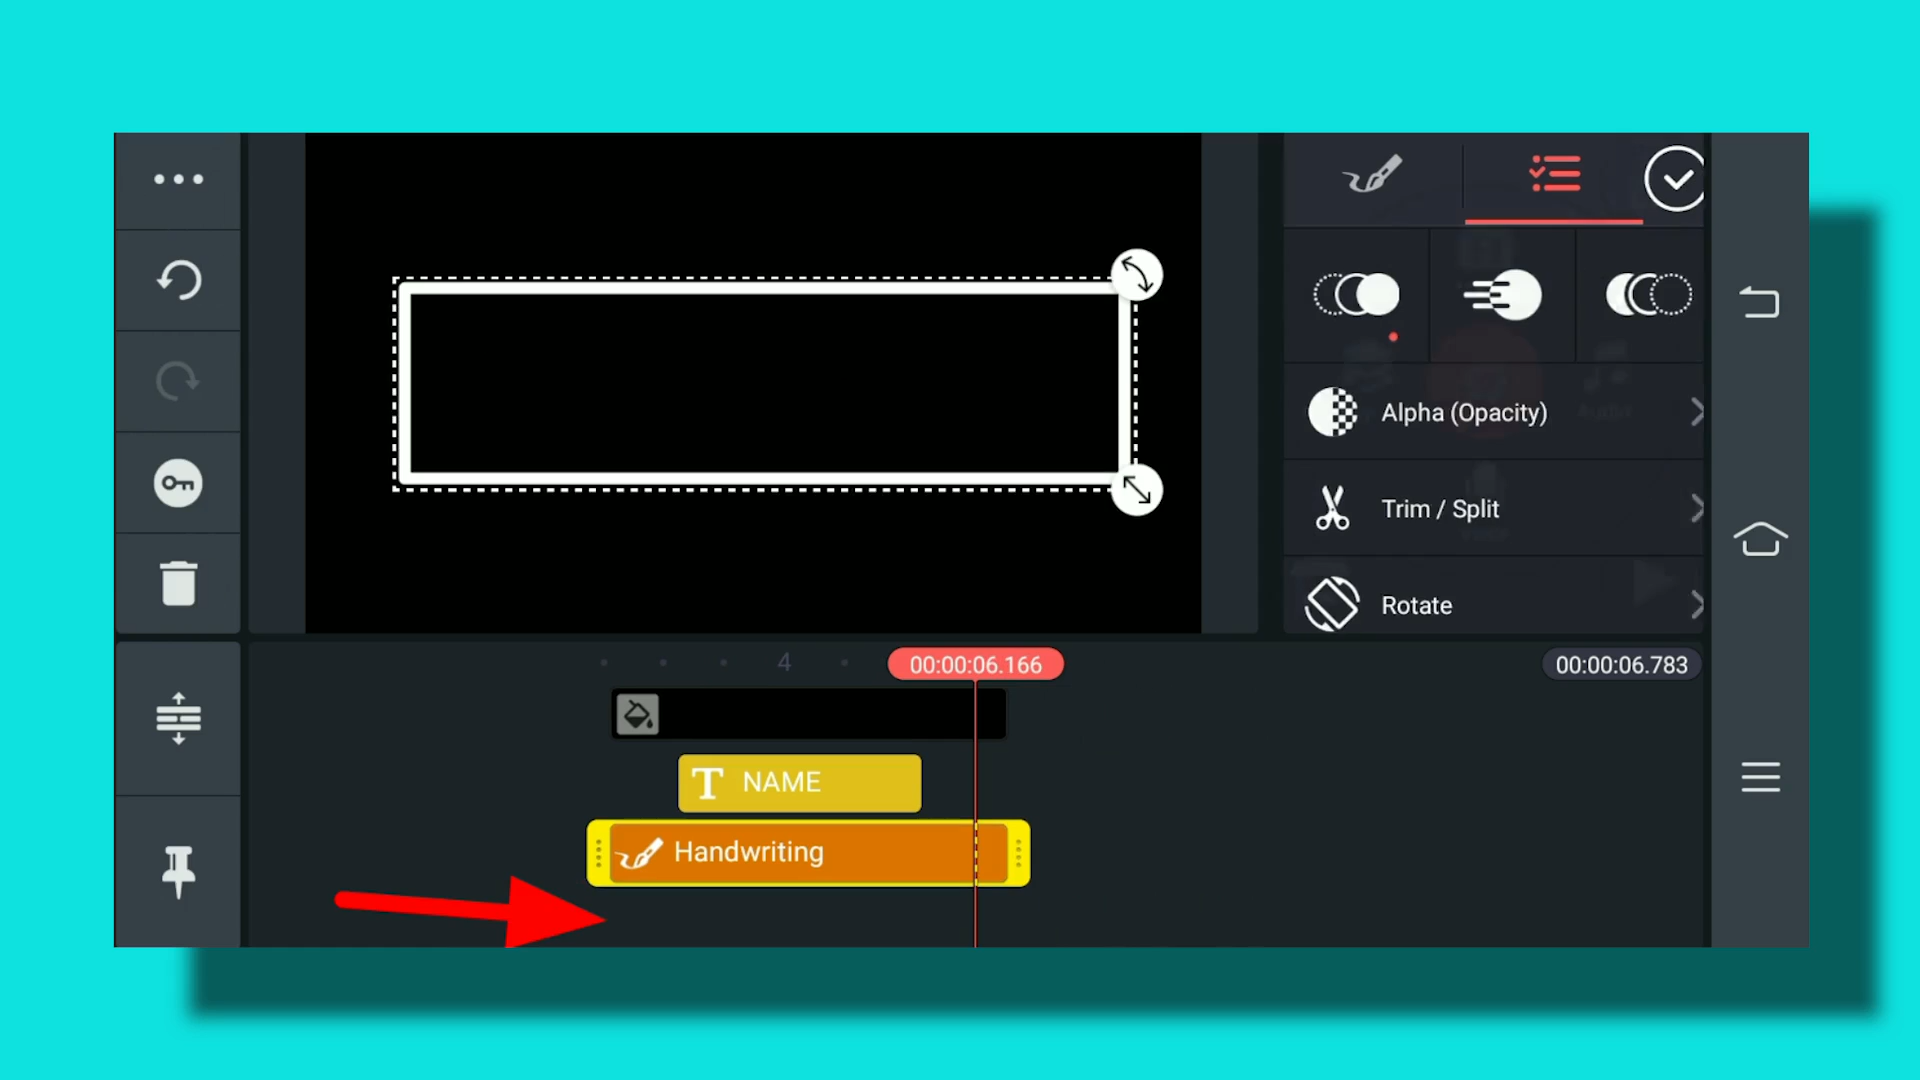 Alpha (Opacity)
Trim / Split
Rotate
4
00:00:06.166
00:00:06.783
T NAME
Handwriting